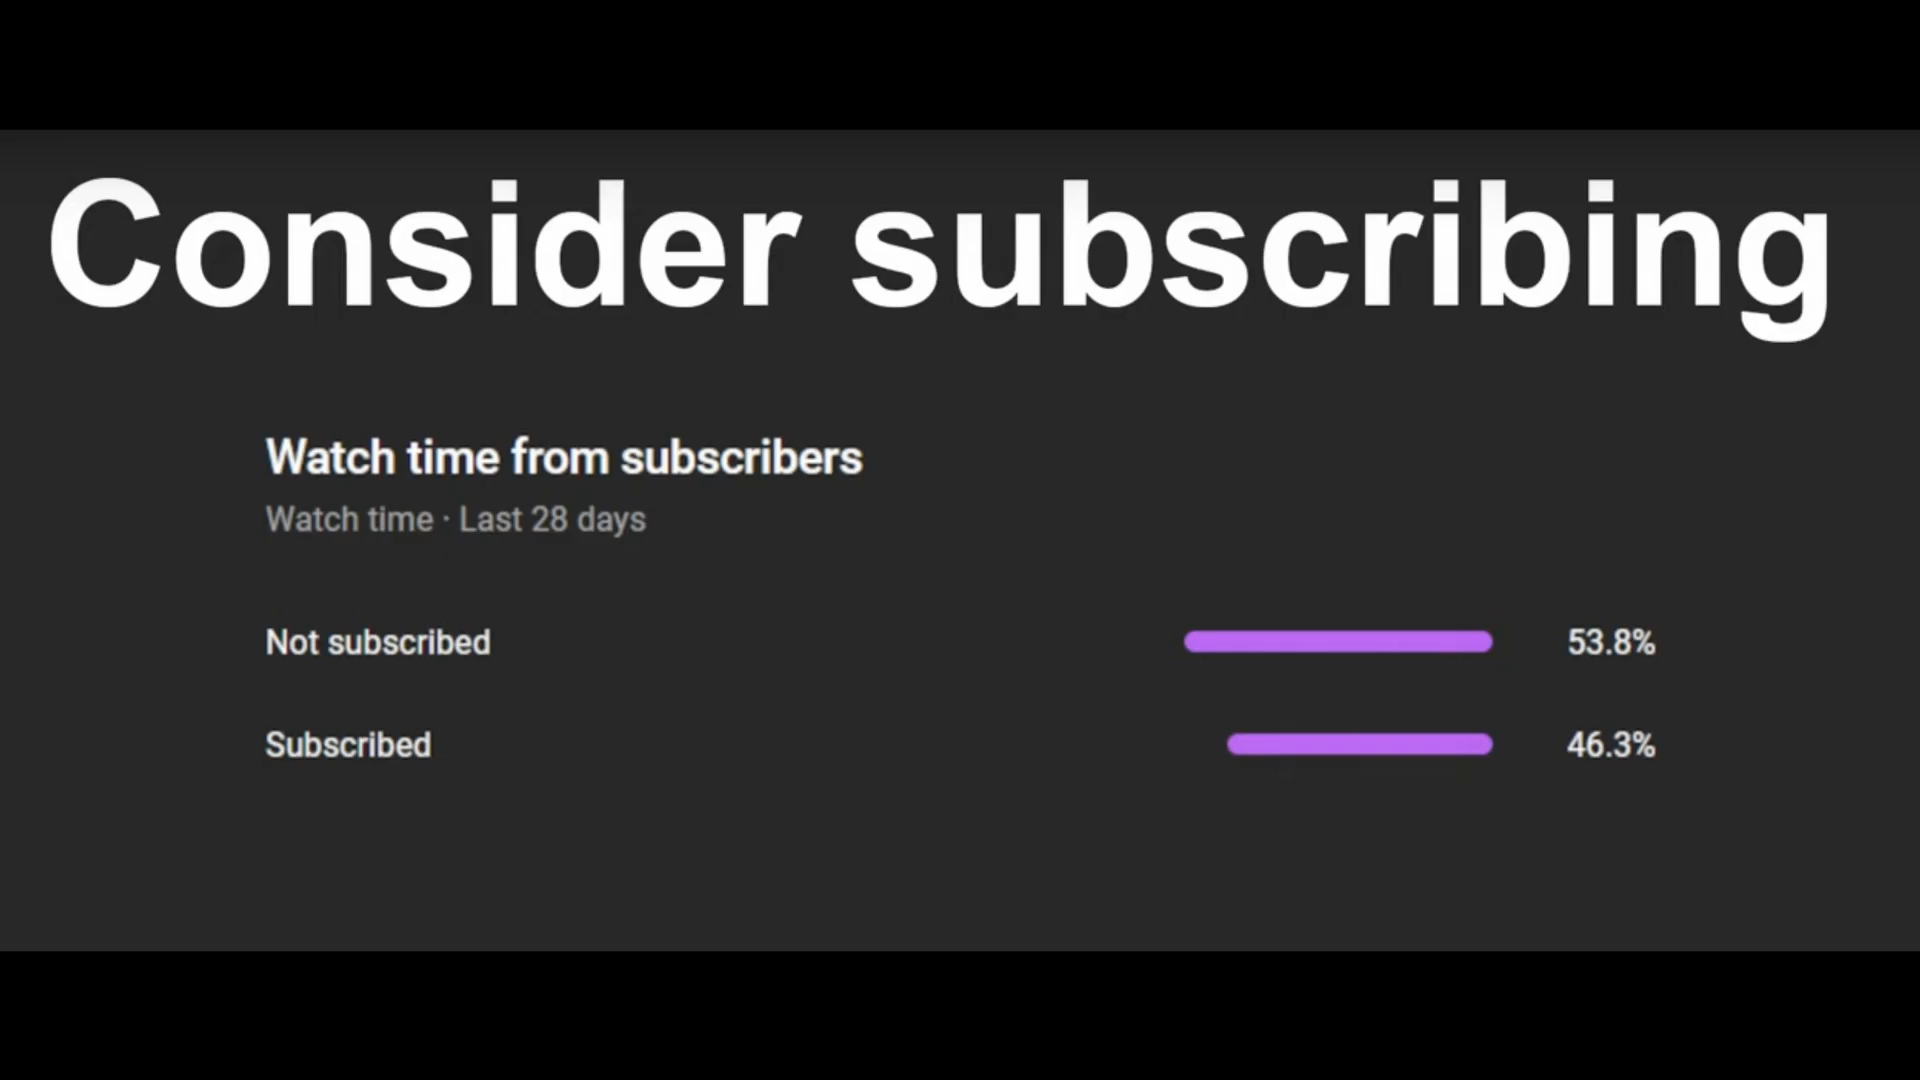 Consider subscribing
Watch time from subscribers
Watch time · Last 28 days
Not subscribed 53.8%
Subscribed 46.3%